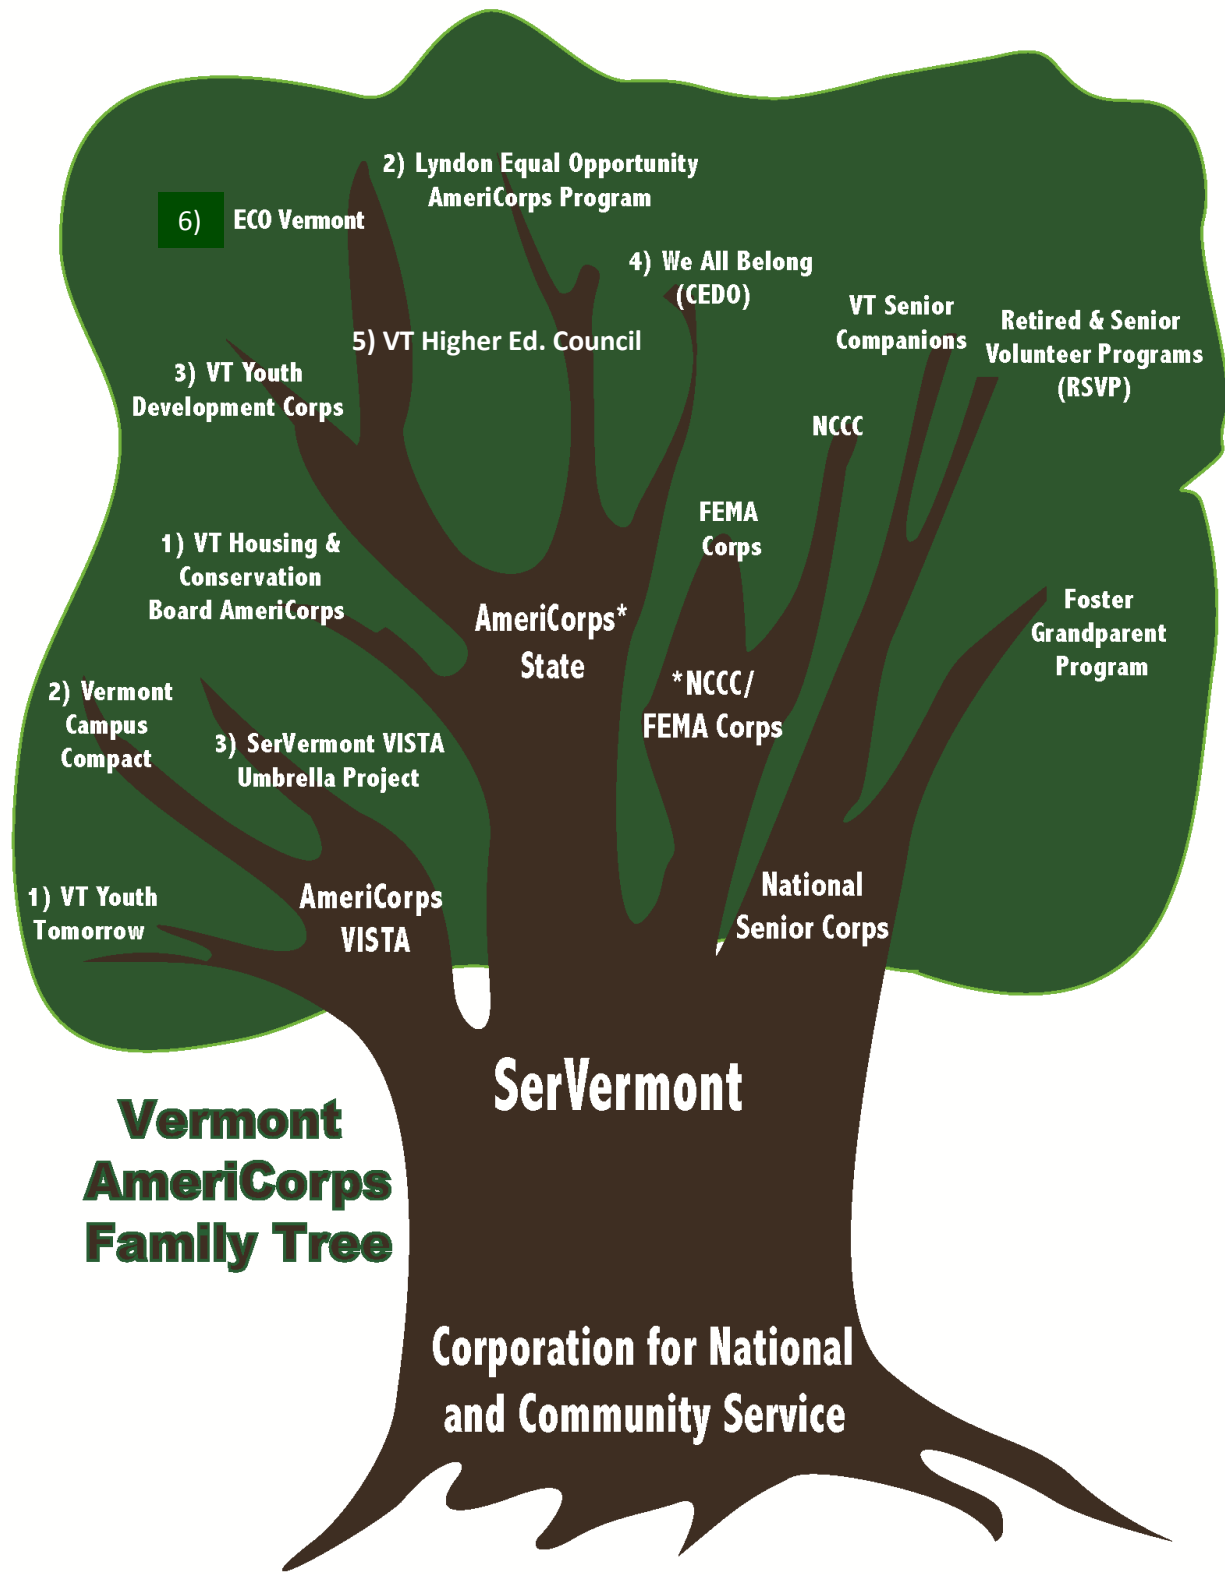 2) Lyndon Equal Opportunity
AmeriCorps Program
6) ECO Vermont
4) We All Belong
(CEDO)
VT Senior
Companions
Retired & Senior
Volunteer Programs
(RSVP)
5) VT Higher Ed. Council
3) VT Youth
Development Corps
NCCC
FEMA
Corps
1) VT Housing &
Conservation
Board AmeriCorps
AmeriCorps*
State
Foster
Grandparent
Program
*NCCC/
FEMA Corps
2) Vermont
Campus
Compact
3) SerVermont VISTA
Umbrella Project
1) VT Youth
Tomorrow
AmeriCorps
VISTA
National
Senior Corps
SerVermont
Vermont
AmeriCorps
Family Tree
Corporation for National
and Community Service